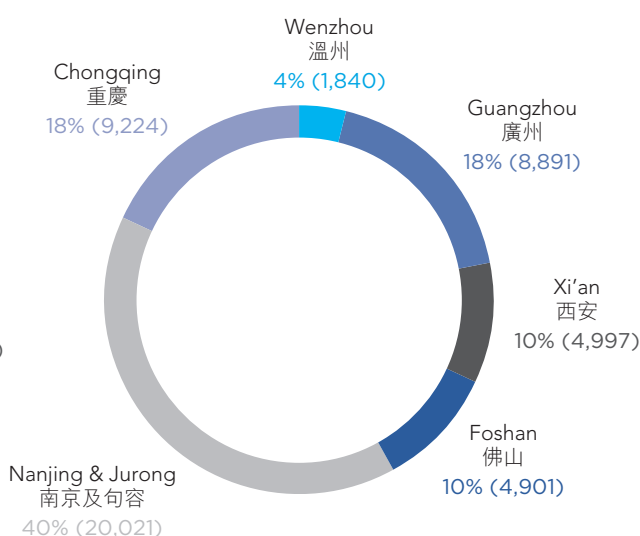 Wenzhou
溫州
4% (1,840)
Chongqing
重慶
18% (9,224)
Guangzhou
廣州
18% (8,891)
Xi’an
西安
10% (4,997)
)
Foshan
佛山
10% (4,901)
Nanjing & Jurong
南京及句容
40% (20,021)